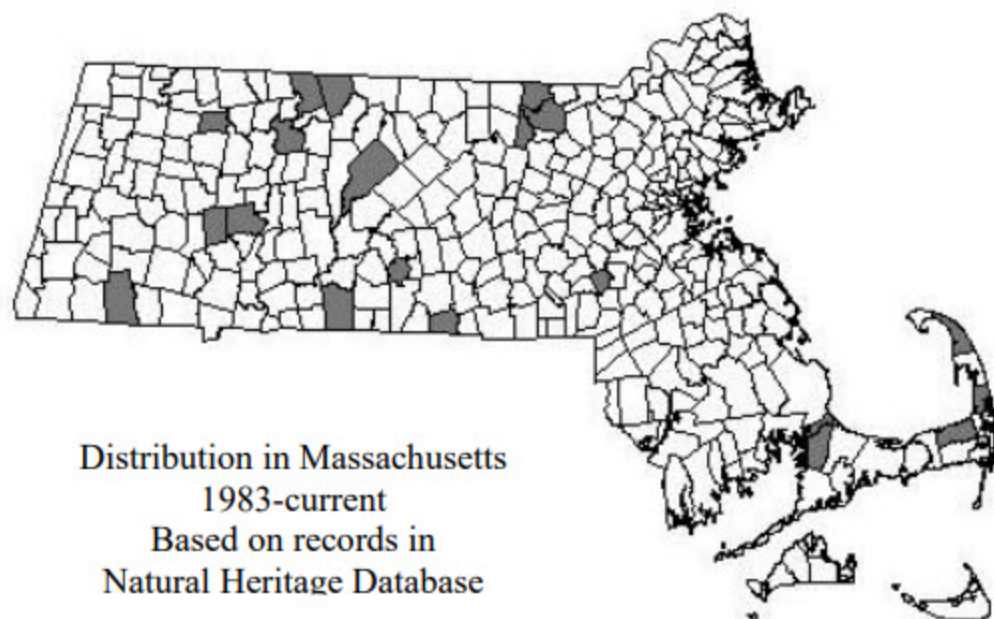 Distribution in Massachusetts
1983-current
Based on records in
Natural Heritage Database